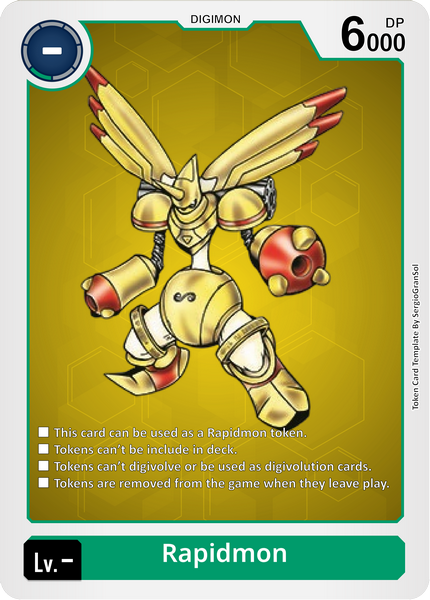 DIGIMON
-
DP
6000
Token Card Template By SergioGranSol
This card can be used as a Rapidmon token.
Tokens can't be include in deck.
Tokens can't digivolve or be used as digivolution cards.
Tokens are removed from the game when they leave play.
Lv.-
Rapidmon